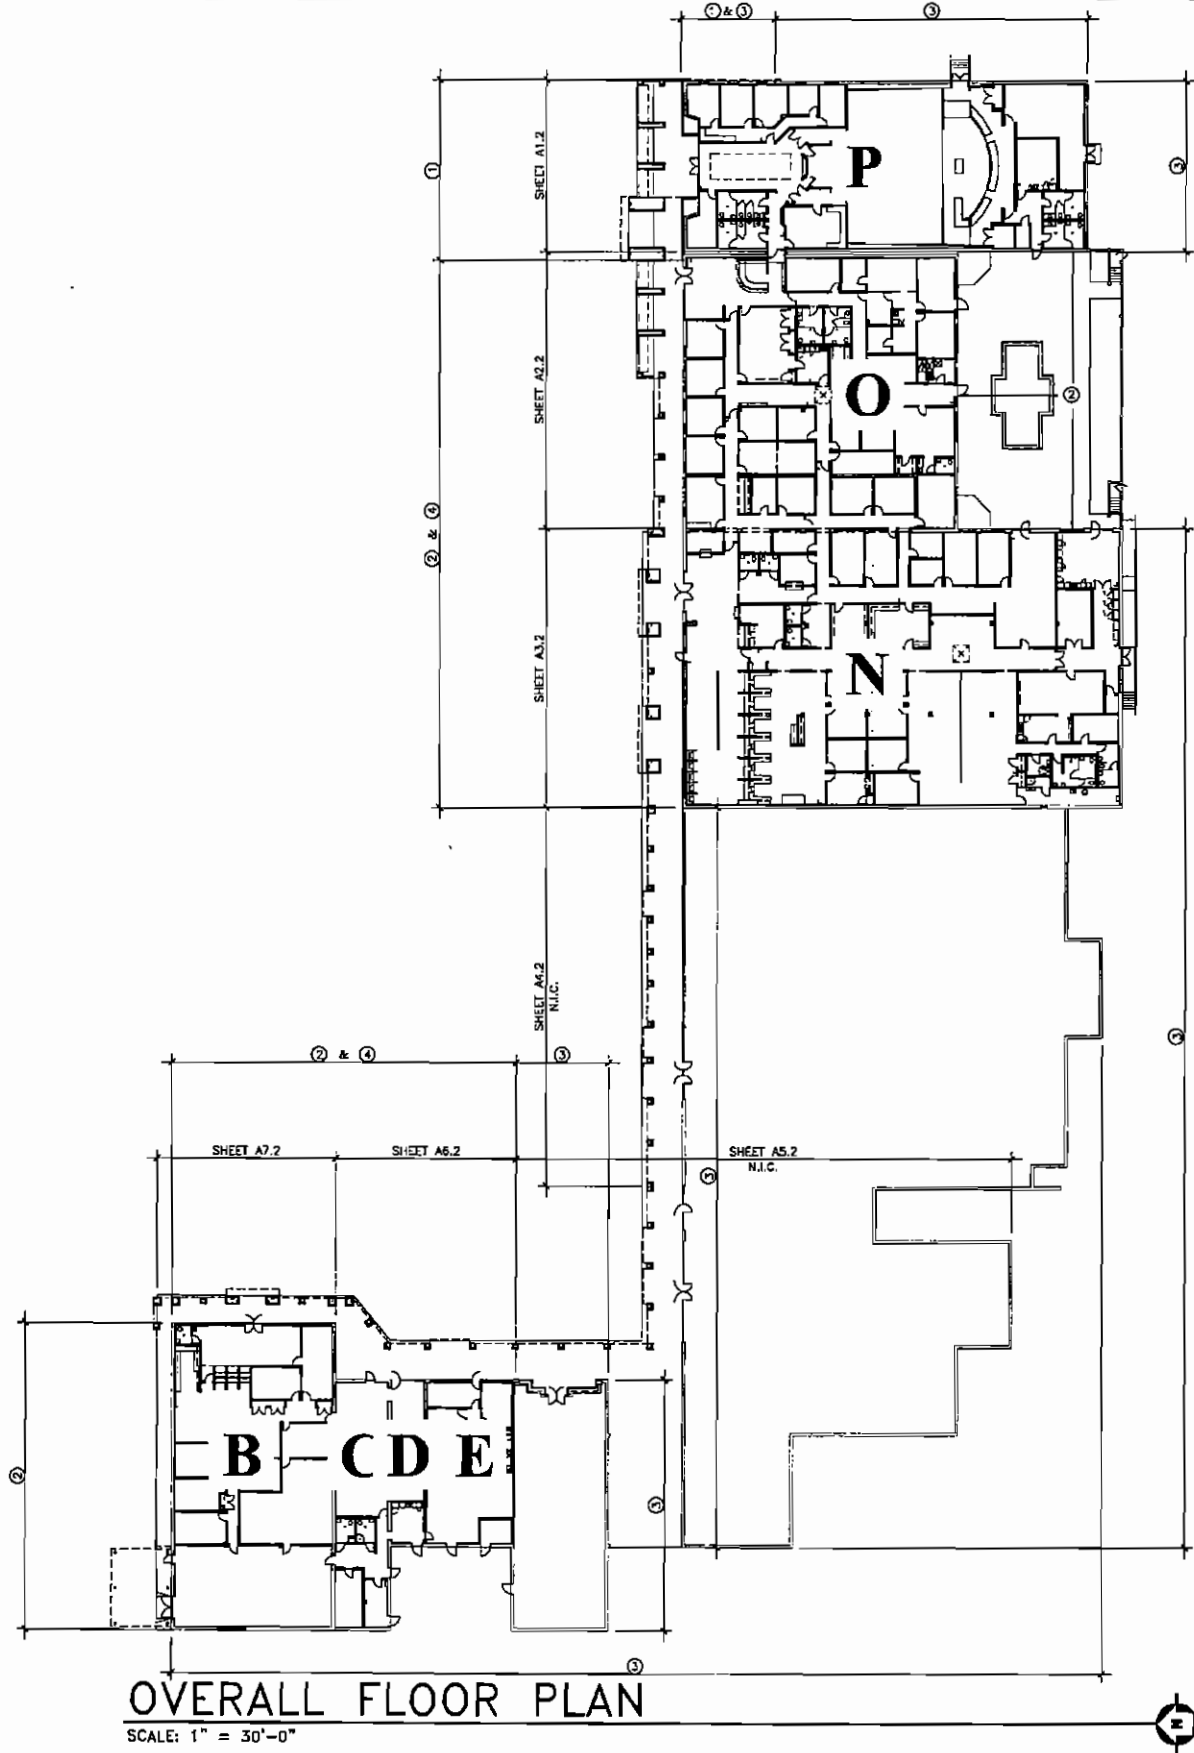 ① & ③
③
①
SHEET A1.2
③
P
SHEET A2.2
O
②
② & ④
SHEET A3.2
N
SHEET A4.2
N.I.C.
③
② & ④
③
SHEET A7.2
SHEET A6.2
SHEET A5.2
N.I.C.
③
B C D E
②
③
③
OVERALL FLOOR PLAN
SCALE: 1" = 30'-0"
N